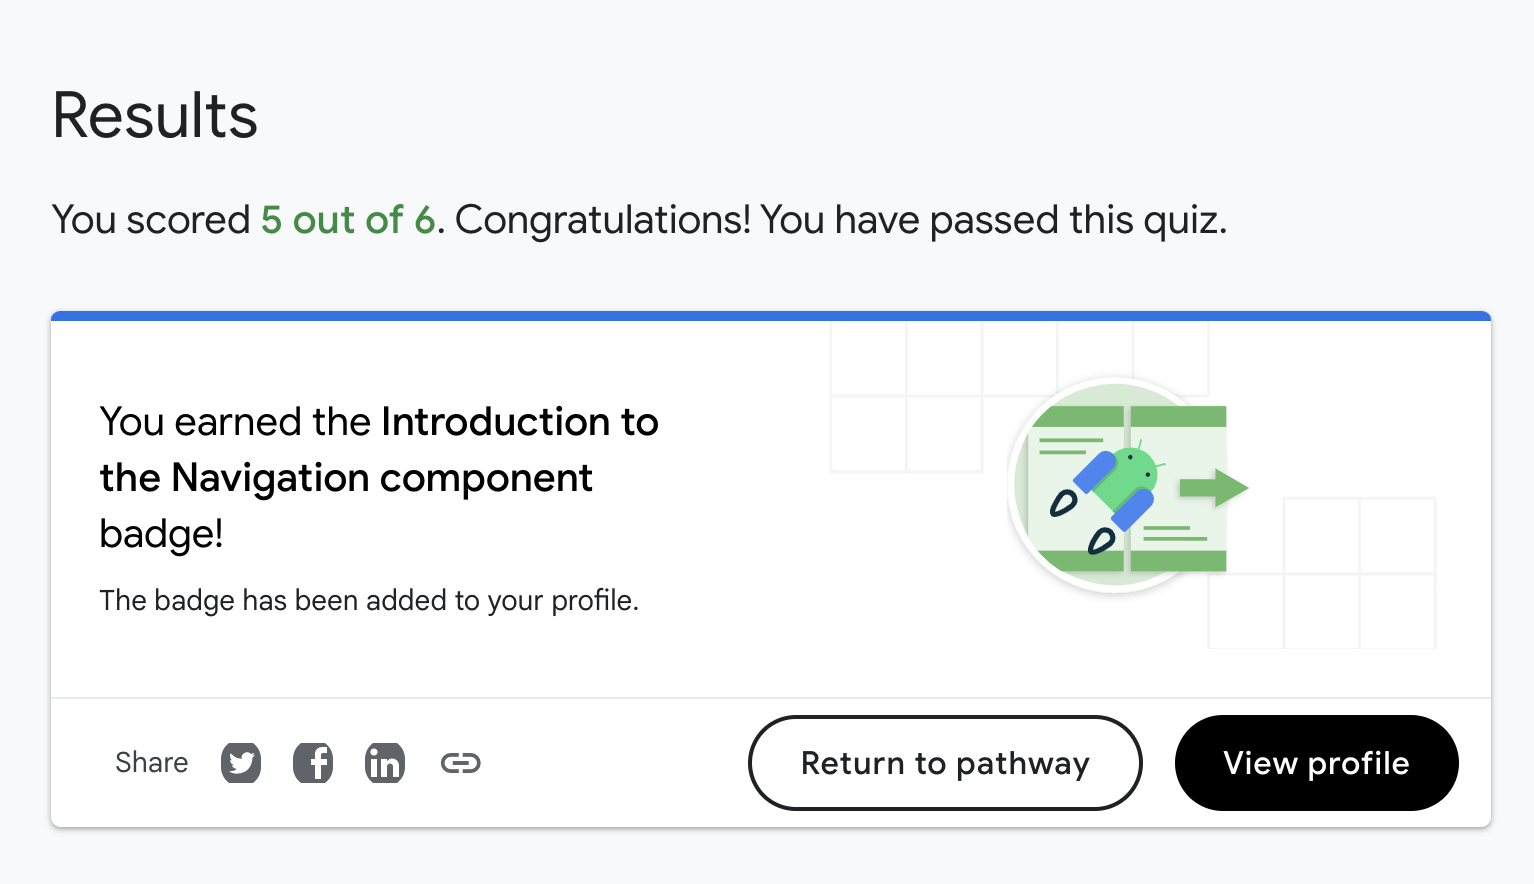 Results
You scored 5 out of 6. Congratulations! You have passed this quiz.
You earned the Introduction to
the Navigation component
badge!
The badge has been added to your profile.
Share
Return to pathway
View profile